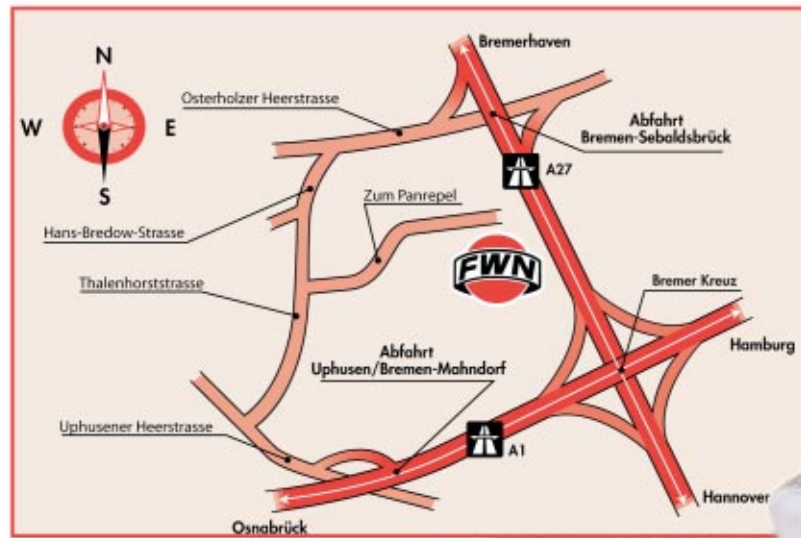 N
W
E
S
Bremerhaven
Osterholzer Heerstrasse
Abfahrt
Bremen-Sebaldsbrück
A27
Zum Panrepel
Hans-Bredow-Strasse
FWN
Thalenhorststrasse
Bremer Kreuz
Abfahrt
Uphusen/Bremen-Mahndorf
Hamburg
Uphusener Heerstrasse
A1
Hannover
Osnabrück